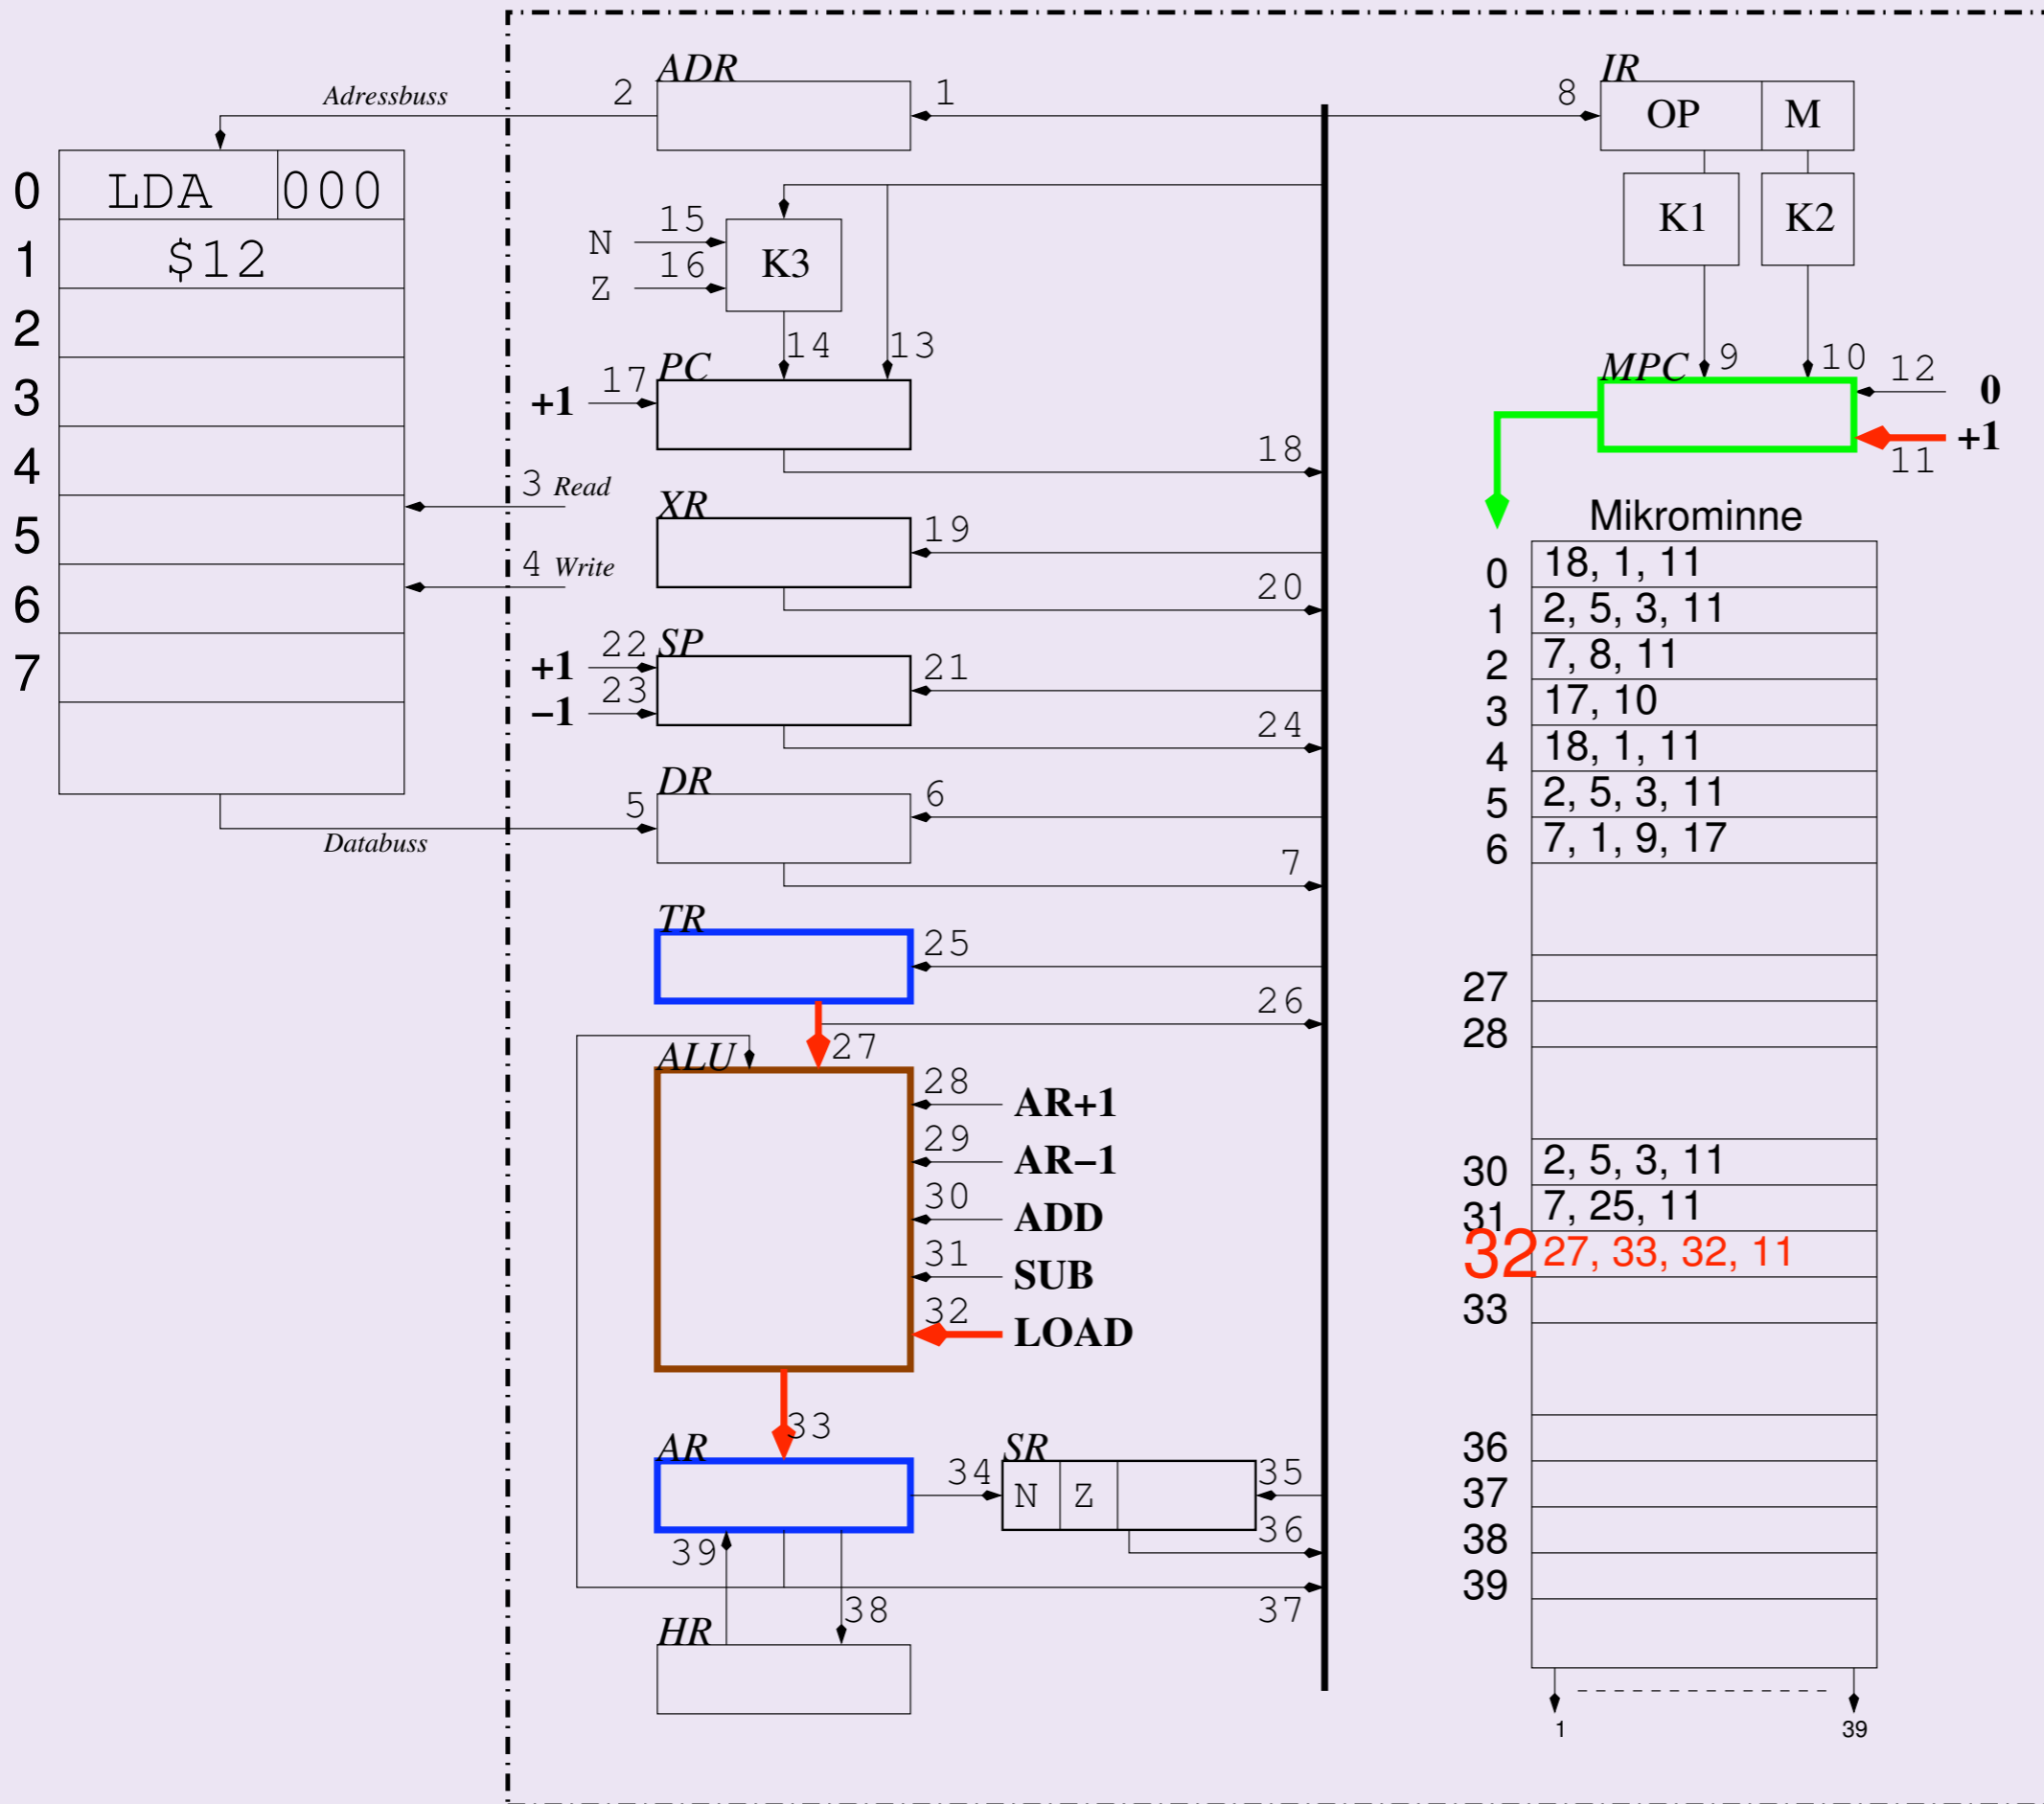 ADR
IR
Adressbuss
2
1
8
OP
M
0
LDA
000
1
$12
2
3
4
5
6
7
N
15
Z
16
K3
K1
K2
14
13
9
10
12
0
MPC
+1
11
PC
+1
17
18
3 Read
4 Write
XR
19
20
SP
+1
22
−1
23
21
24
DR
5
6
7
Databuss
TR
25
26
27
ALU
28
AR+1
29
AR−1
30
ADD
31
SUB
32
LOAD
33
AR
34
SR
N
Z
35
36
37
39
38
HR
Mikrominne
0
18, 1, 11
1
2, 5, 3, 11
2
7, 8, 11
3
17, 10
4
18, 1, 11
5
2, 5, 3, 11
6
7, 1, 9, 17
27
28
30
2, 5, 3, 11
31
7, 25, 11
32
27, 33, 32, 11
33
36
37
38
39
1
39